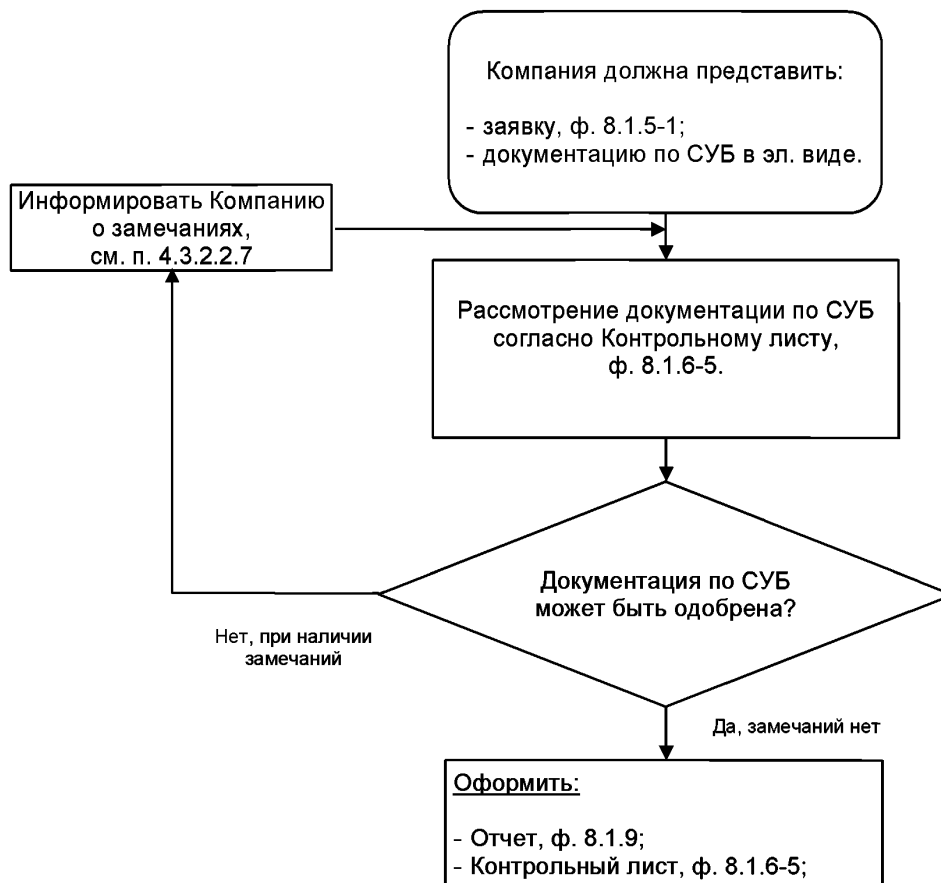 Компания должна представить:
- заявку, ф. 8.1.5-1;
- документацию по СУБ в эл. виде.
Информировать Компанию
о замечаниях,
см. п. 4.3.2.2.7
Рассмотрение документации по СУБ
согласно Контрольному листу,
ф. 8.1.6-5.
Документация по СУБ
может быть одобрена?
Нет, при наличии
замечаний
Да, замечаний нет
Оформить:
- Отчет, ф. 8.1.9;
- Контрольный лист, ф. 8.1.6-5;